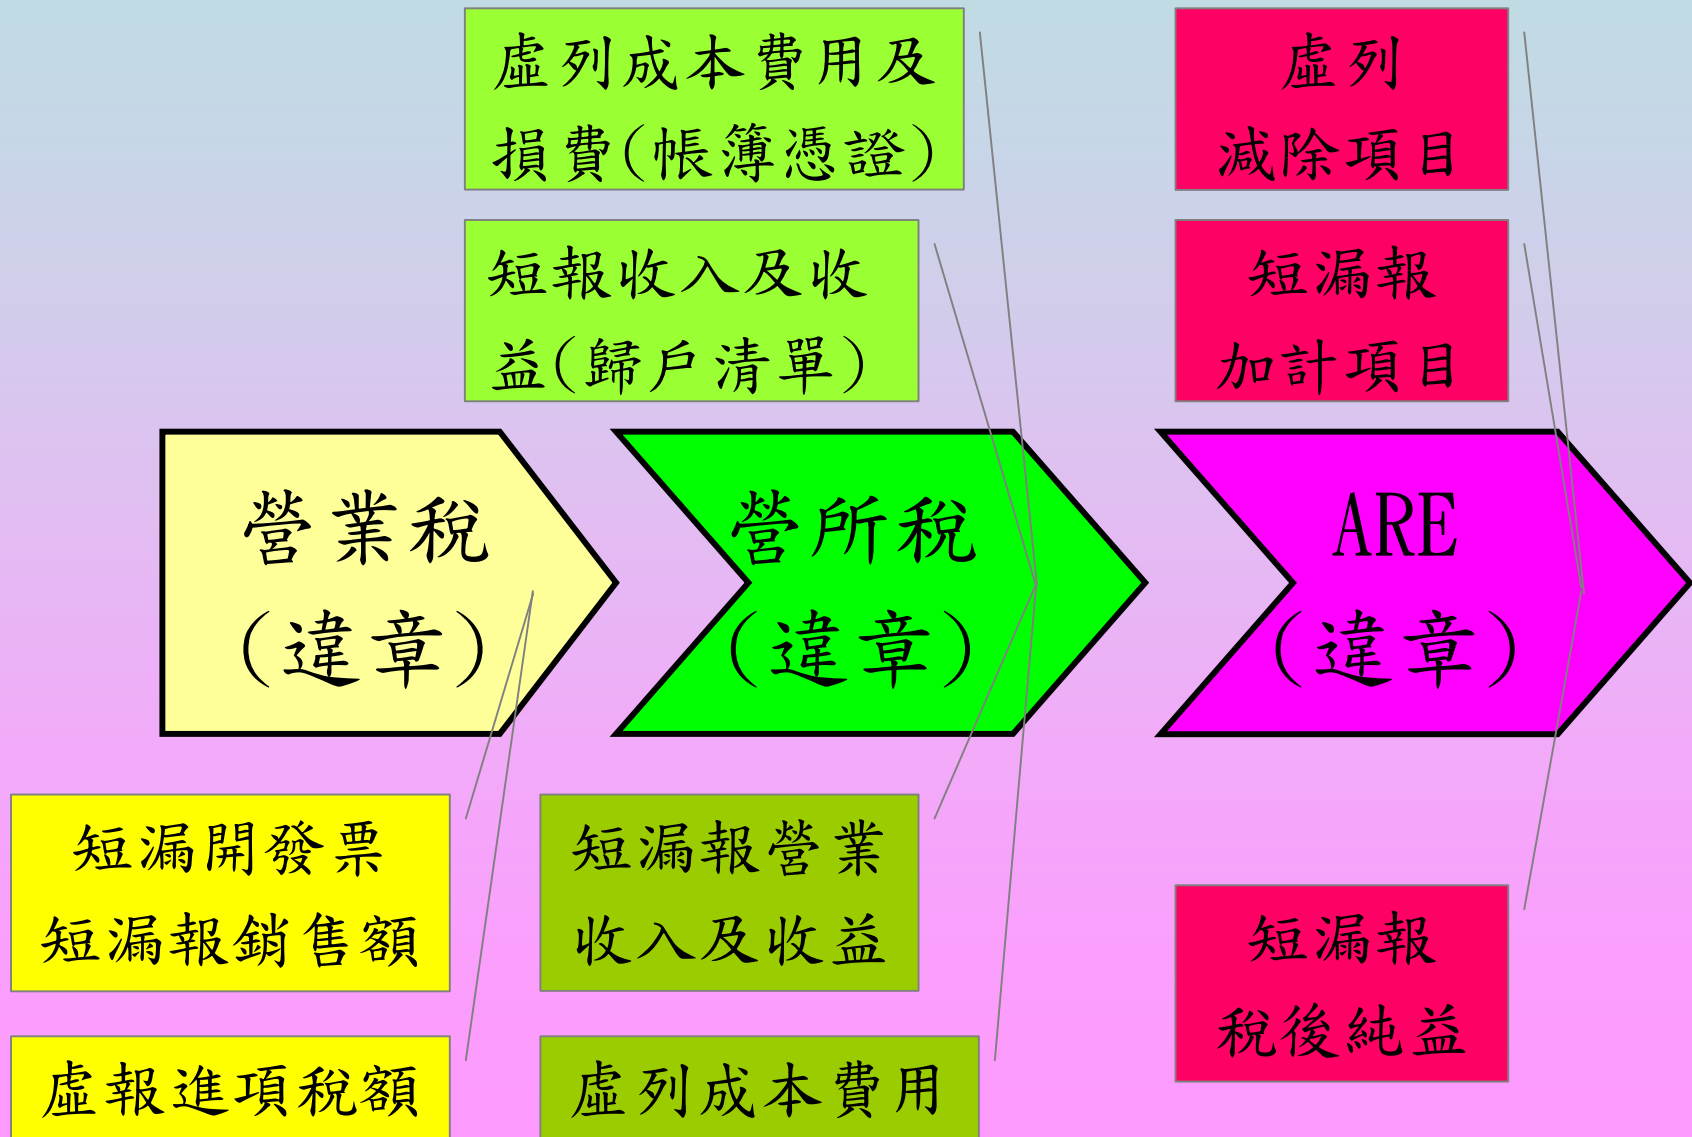 虛列成本費用及
損費(帳簿憑證)
虛列
減除項目
短報收入及收
益(歸戶清單)
短漏報
加計項目
營業稅
(違章)
營所稅
(違章)
ARE
(違章)
短漏開發票
短漏報銷售額
短漏報營業
收入及收益
短漏報
稅後純益
虛報進項稅額
虛列成本費用